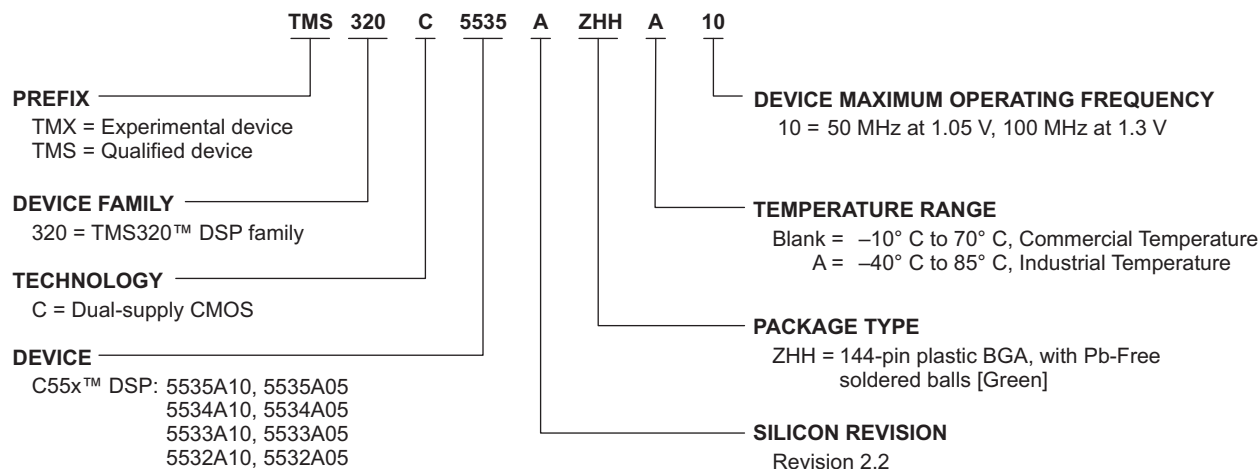 TMS 320 C 5535 A ZHH A 10
PREFIX
TMX = Experimental device
TMS = Qualified device
DEVICE FAMILY
320 = TMS320™ DSP family
TECHNOLOGY
C = Dual-supply CMOS
DEVICE
C55x™ DSP: 5535A10, 5535A05
5534A10, 5534A05
5533A10, 5533A05
5532A10, 5532A05
DEVICE MAXIMUM OPERATING FREQUENCY
10 = 50 MHz at 1.05 V, 100 MHz at 1.3 V
TEMPERATURE RANGE
Blank = –10° C to 70° C, Commercial Temperature
A = –40° C to 85° C, Industrial Temperature
PACKAGE TYPE
ZHH = 144-pin plastic BGA, with Pb-Free
soldered balls [Green]
SILICON REVISION
Revision 2.2